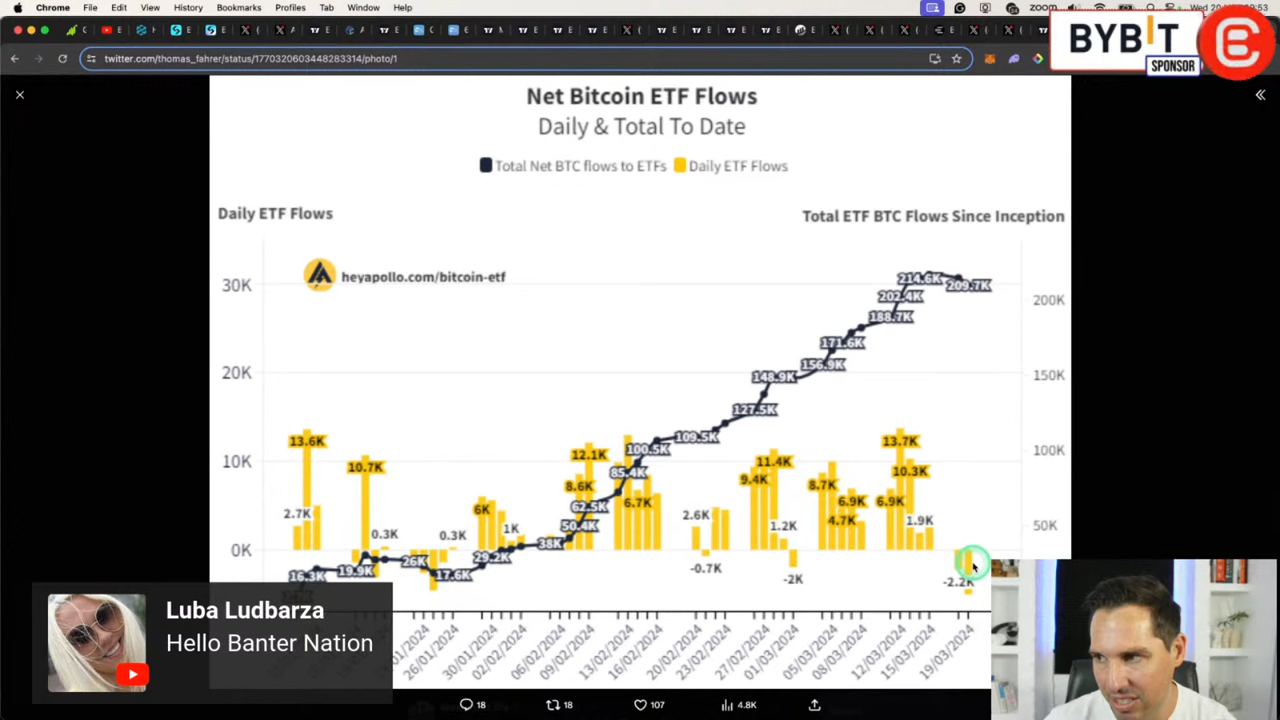 Chrome File Edit View History Bookmarks Profiles Tab Window Help
zoom
BYBIT
SPONSOR
twitter.com/thomas_fahrer/status/1770320603448283314/photo/1
Net Bitcoin ETF Flows
Daily & Total To Date
Total Net BTC flows to ETFs Daily ETF Flows
Daily ETF Flows Total ETF BTC Flows Since Inception
heyapollo.com/bitcoin-etf
30K 214.6K 209.7K
202.4K 200K
188.7K
171.6K
20K 156.9K 148.9K 150K
127.5K
13.6K 109.5K 100.5K 13.7K 100K
10K 10.7K 12.1K 85.4K 11.4K 10.3K
9.4K 8.7K
8.6K 6.7K 6.9K 6.9K
2.7K 6K 62.5K 2.6K 4.7K 1.9K
0.3K 0.3K 1K 50.4K 1.2K 50K
0K 38K
16.3K 19.9K 26K 17.6K 29.2K -0.7K -2K -2.2K
26/01/2024 30/01/2024 02/02/2024 06/02/2024 09/02/2024 13/02/2024 16/02/2024 20/02/2024 23/02/2024 27/02/2024 01/03/2024 05/03/2024 08/03/2024 12/03/2024 15/03/2024 19/03/2024
Luba Ludbarza
Hello Banter Nation
18 18 107 4.8K